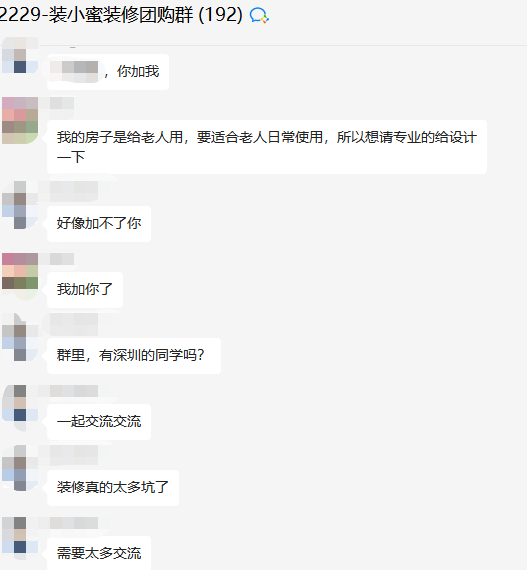 2229-装小蜜装修团购群 (192)
，你加我
我的房子是给老人用，要适合老人日常使用，所以想请专业的给设计
一下
好像加不了你
我加你了
群里，有深圳的同学吗?
一起交流交流
装修真的太多坑了
需要太多交流